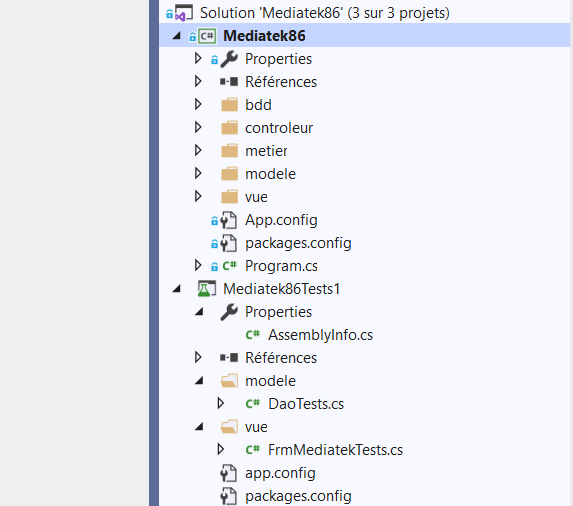 Solution 'Mediatek86' (3 sur 3 projets)
C# Mediatek86
Properties
Références
bdd
controleur
metier
modele
vue
App.config
packages.config
C# Program.cs
Mediatek86Tests1
Properties
C# AssemblyInfo.cs
Références
modele
C# DaoTests.cs
vue
C# FrmMediatekTests.cs
app.config
packages.config